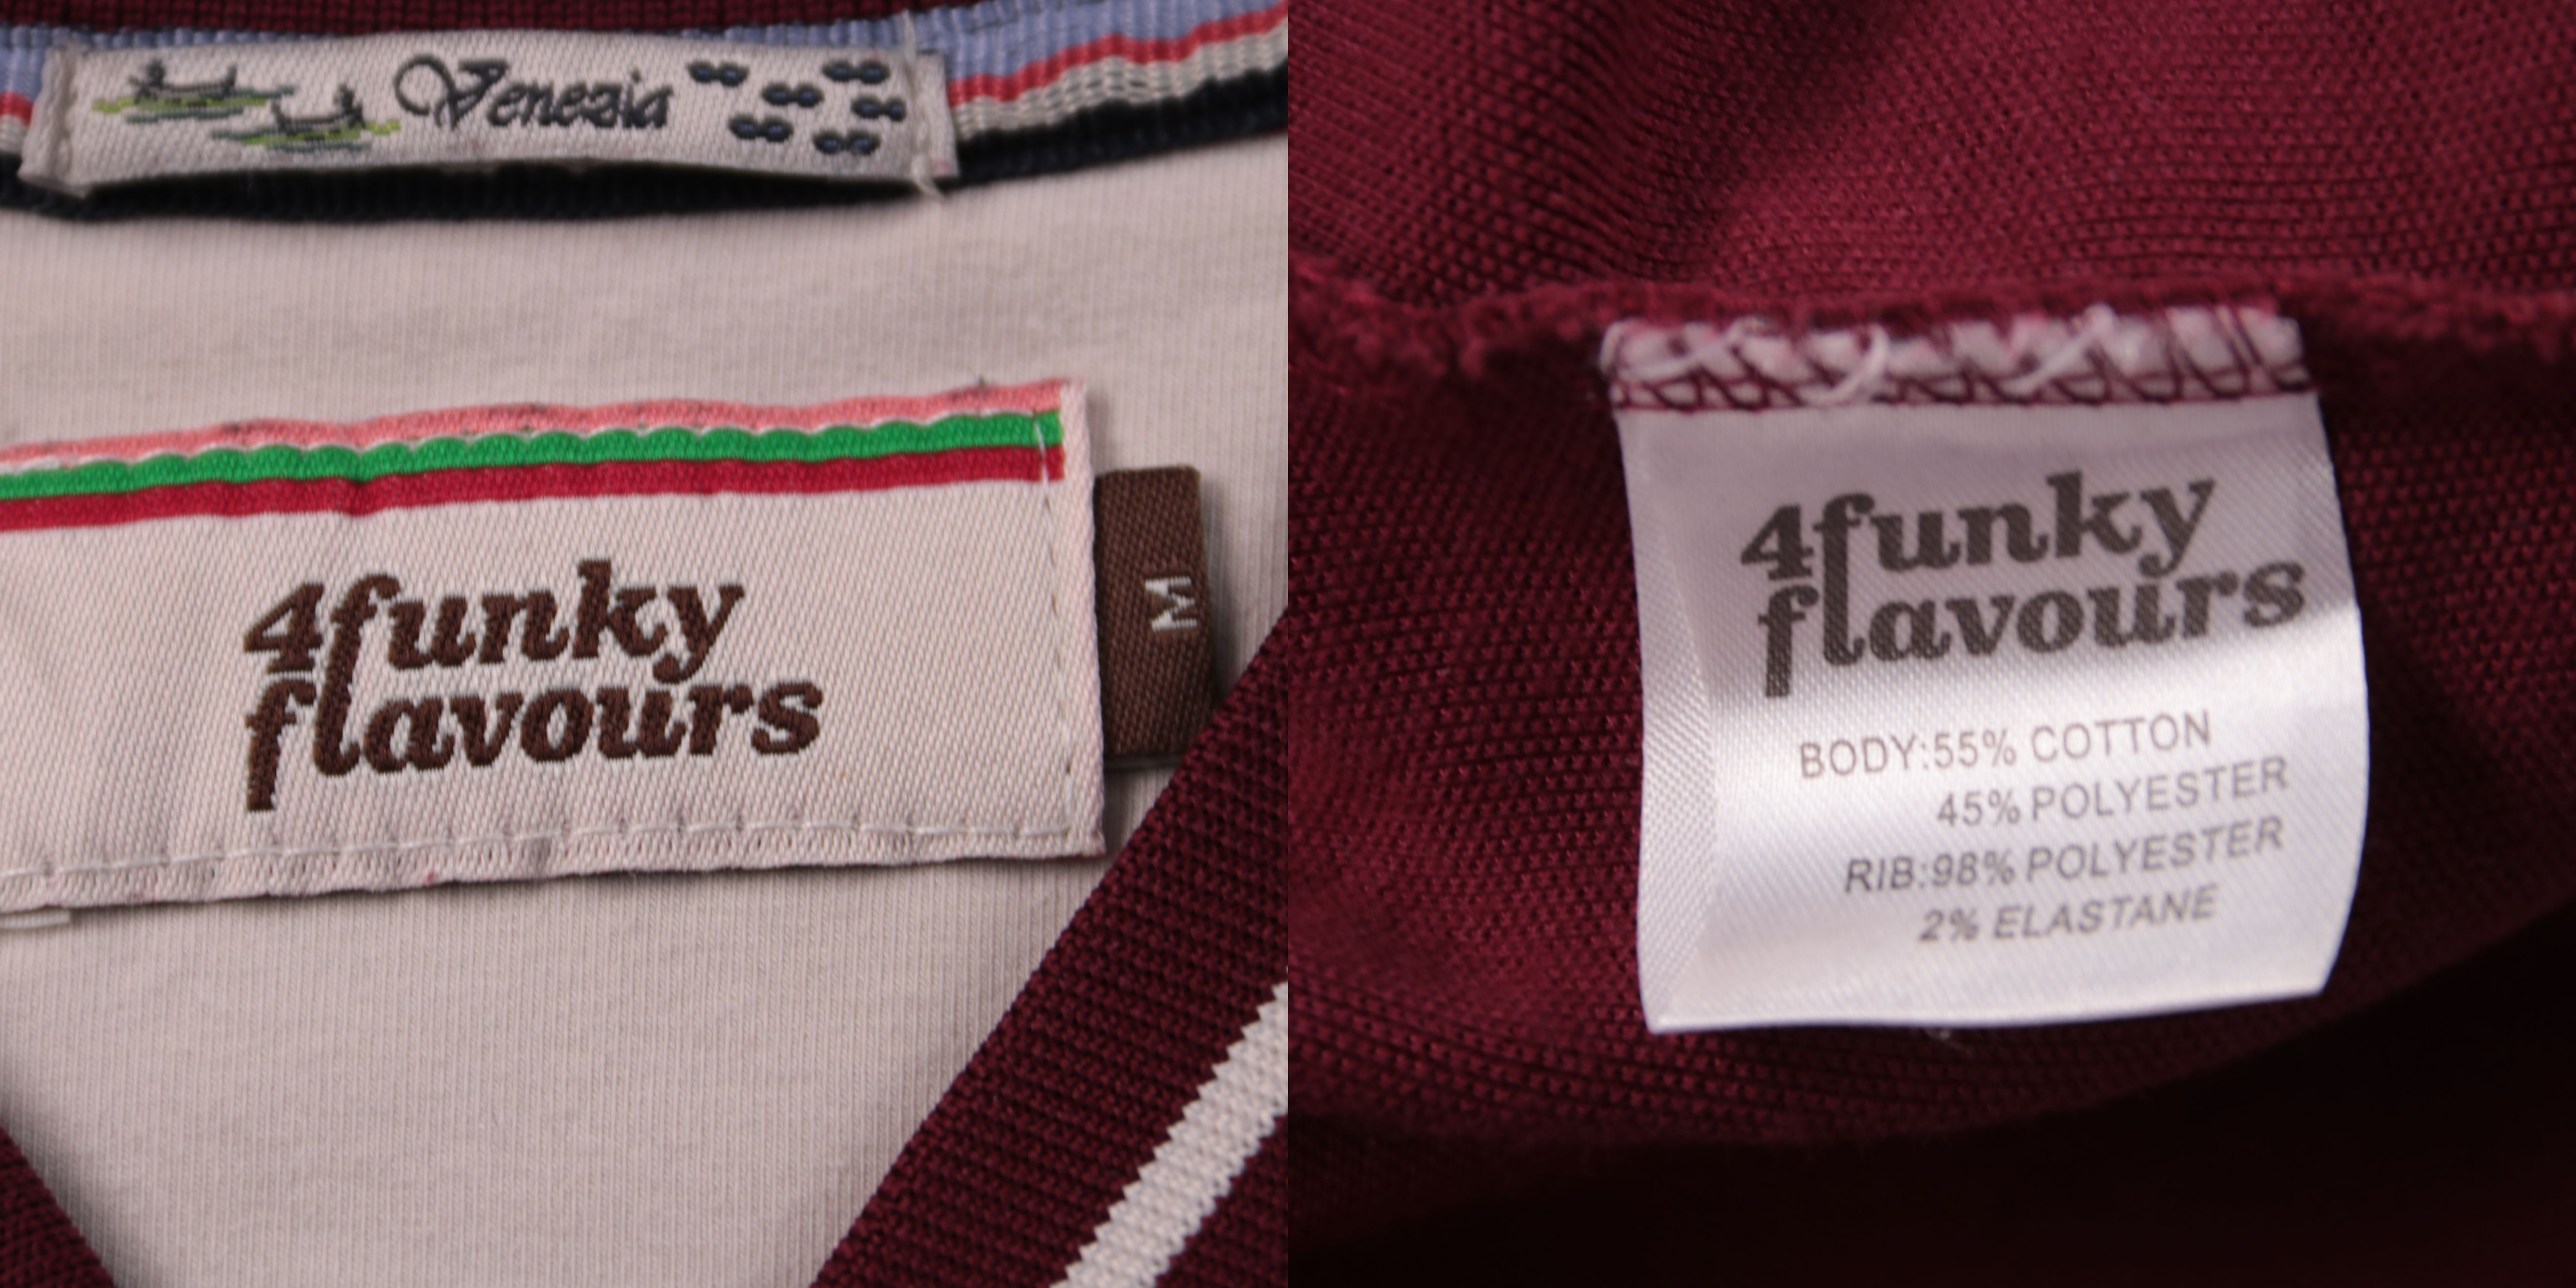 Venezia
4funky
flavours
M
4funky
flavours
BODY:55% COTTON
45% POLYESTER
RIB:98% POLYESTER
2% ELASTANE